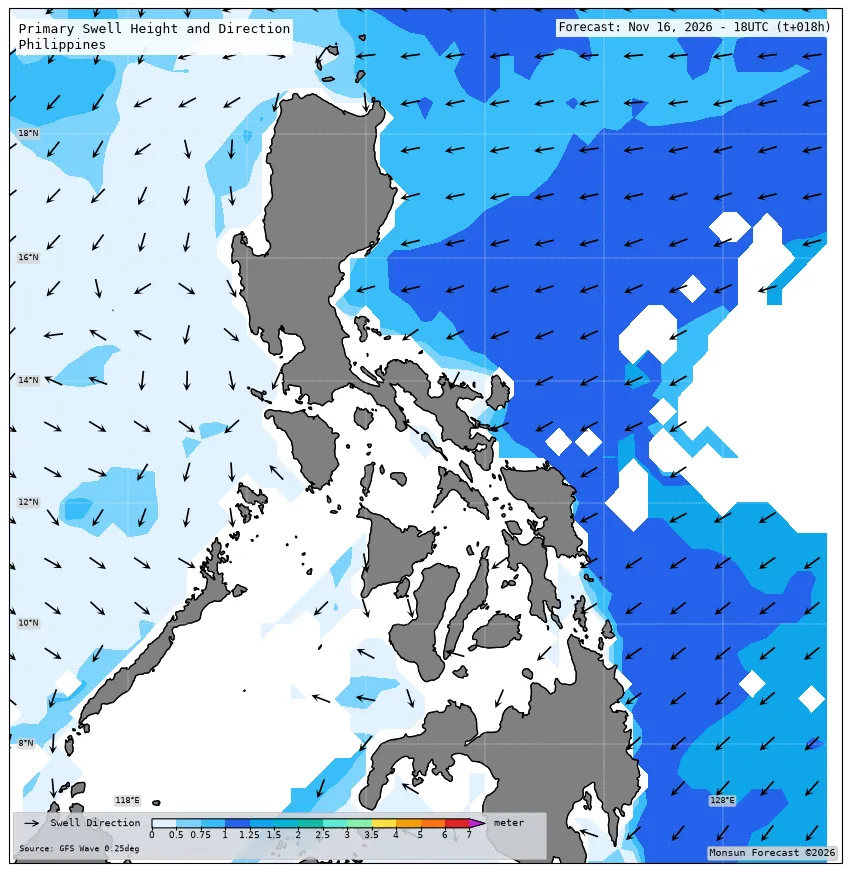 Primary Swell Height and Direction
Philippines
Forecast: Nov 16, 2026 - 18UTC (t+018h)
18°N
16°N
14°N
12°N
10°N
8°N
118°E
128°E
Swell Direction
0 0.5 0.75 1 1.25 1.5 2 2.5 3 3.5 4 5 6 7
meter
Source: GFS Wave 0.25deg
Monsun Forecast ©2026